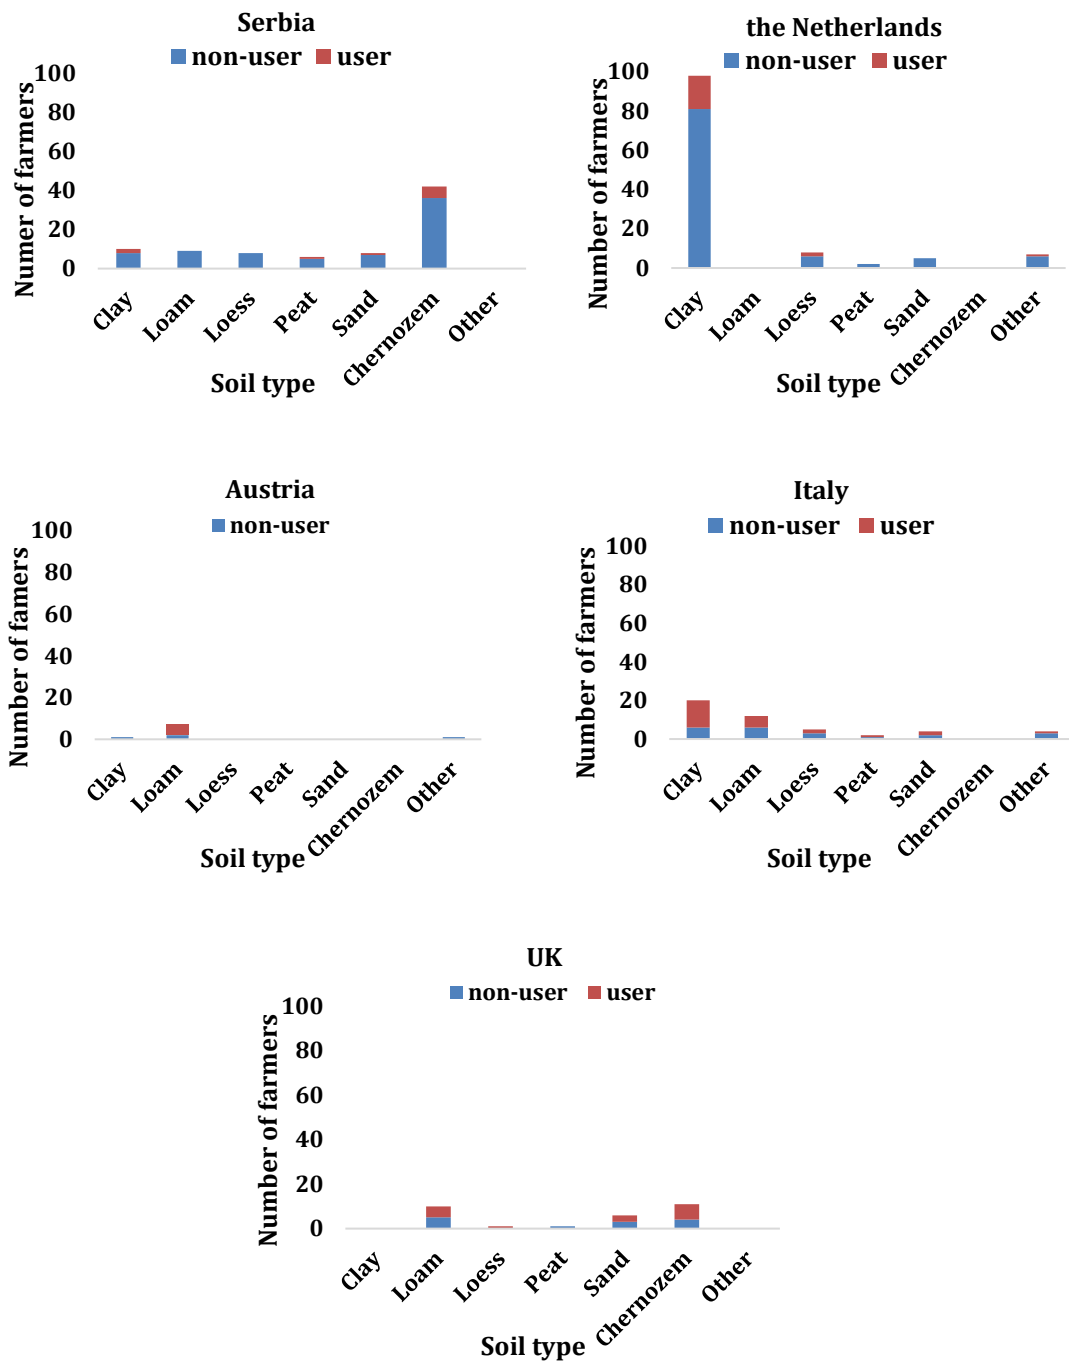 Serbia
non-user user
Numer of farmers
100
80
60
40
20
0
Clay Loam Loess Peat Sand Chernozem Other
Soil type
the Netherlands
non-user user
Number of farmers
100
80
60
40
20
0
Clay Loam Loess Peat Sand Chernozem Other
Soil type
Austria
non-user
Number of famers
100
80
60
40
20
0
Clay Loam Loess Peat Sand Chernozem Other
Soil type
Italy
non-user user
Number of farmers
100
80
60
40
20
0
Clay Loam Loess Peat Sand Chernozem Other
Soil type
UK
non-user user
Number of farmers
100
80
60
40
20
0
Clay Loam Loess Peat Sand Chernozem Other
Soil type